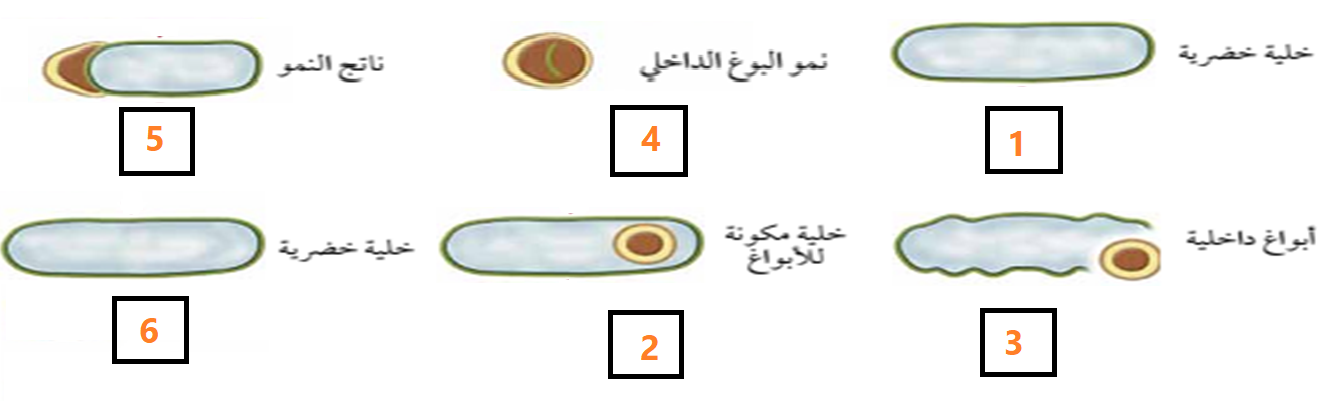 خلية خضرية
نمو البوغ الداخلي
ناتج النمو
1
4
5
أبواغ داخلية
خلية مكونة
للأبواغ
خلية خضرية
3
2
6